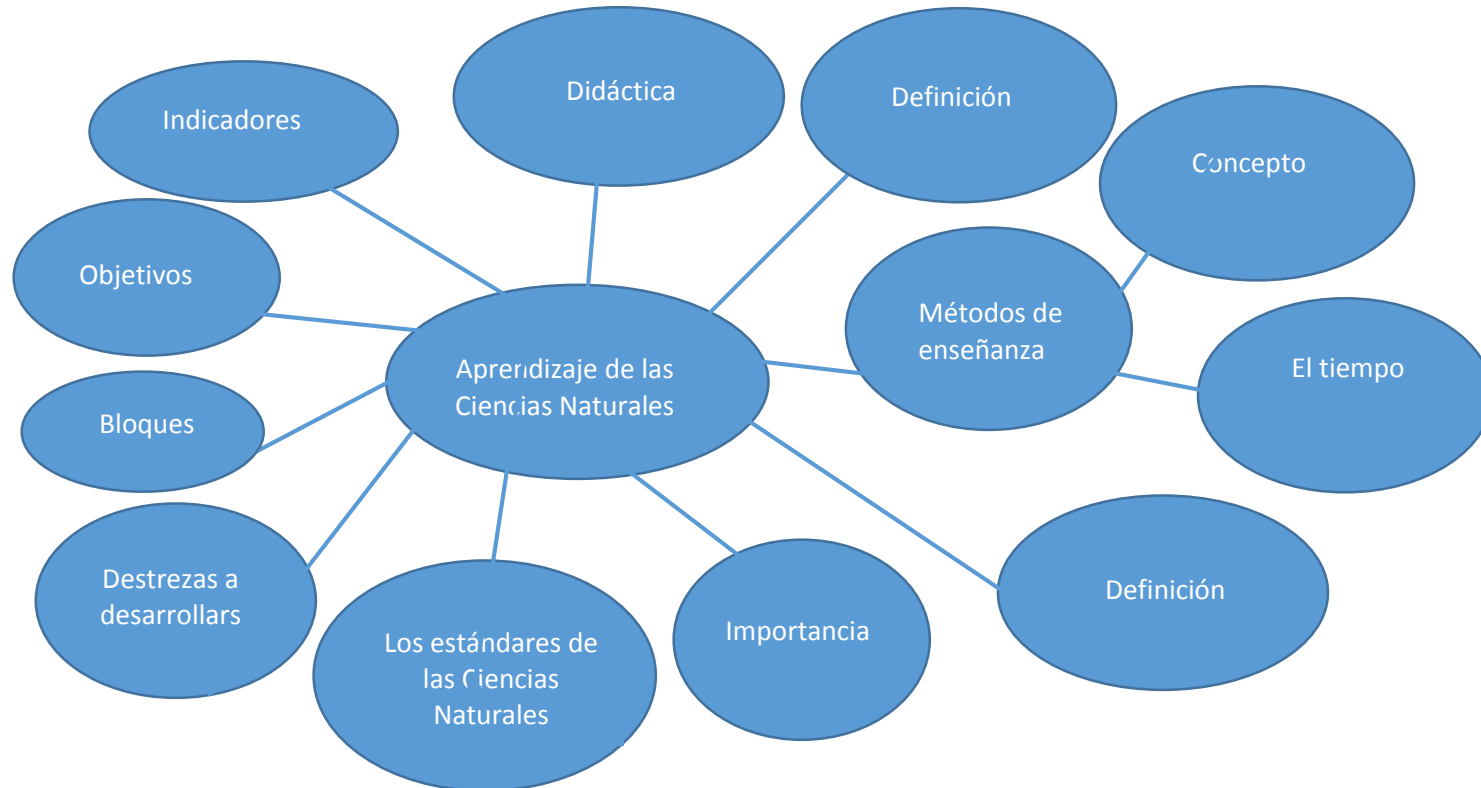 Didáctica
Definición
Indicadores
Concepto
Objetivos
Métodos de
enseñanza
El tiempo
Aprendizaje de las
Ciencias Naturales
Bloques
Destrezas a
desarrollars
Definición
Importancia
Los estándares de
las Ciencias
Naturales